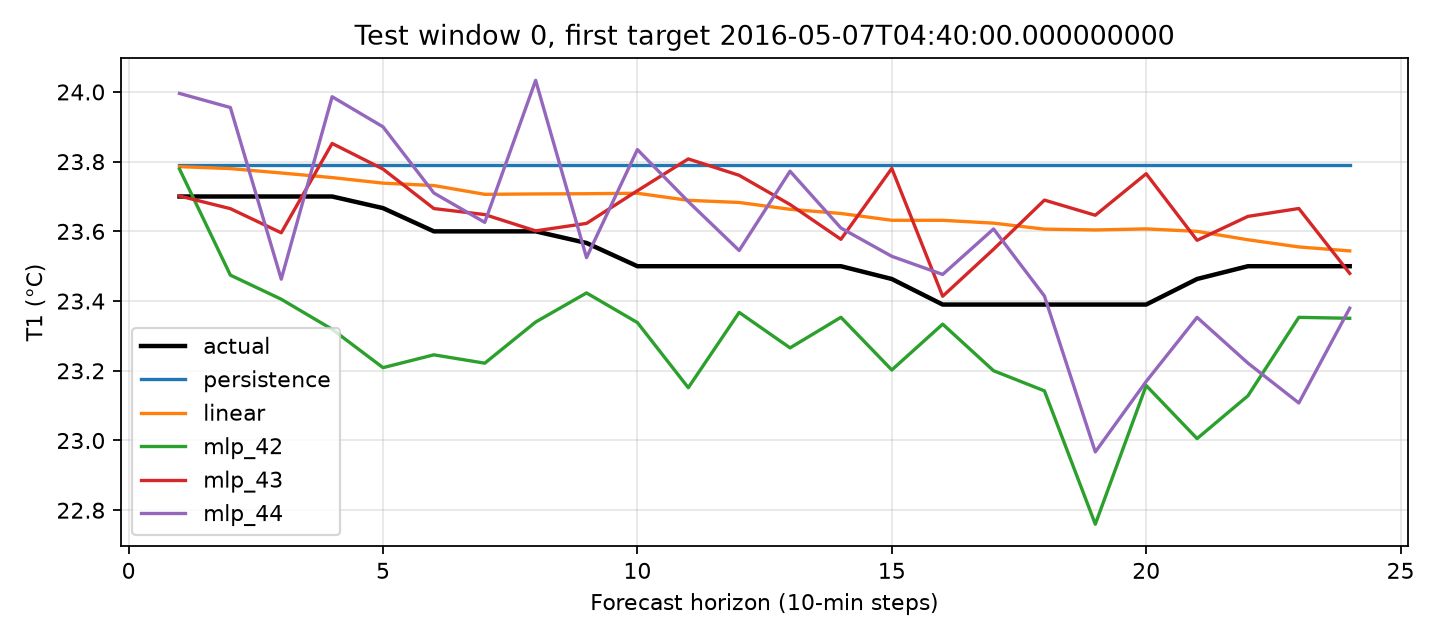 Test window 0, first target 2016-05-07T04:40:00.000000000
24.0
23.8
23.6
23.4
23.2
23.0
22.8
T1 (°C)
actual
persistence
linear
mlp_42
mlp_43
mlp_44
0 5 10 15 20 25
Forecast horizon (10-min steps)